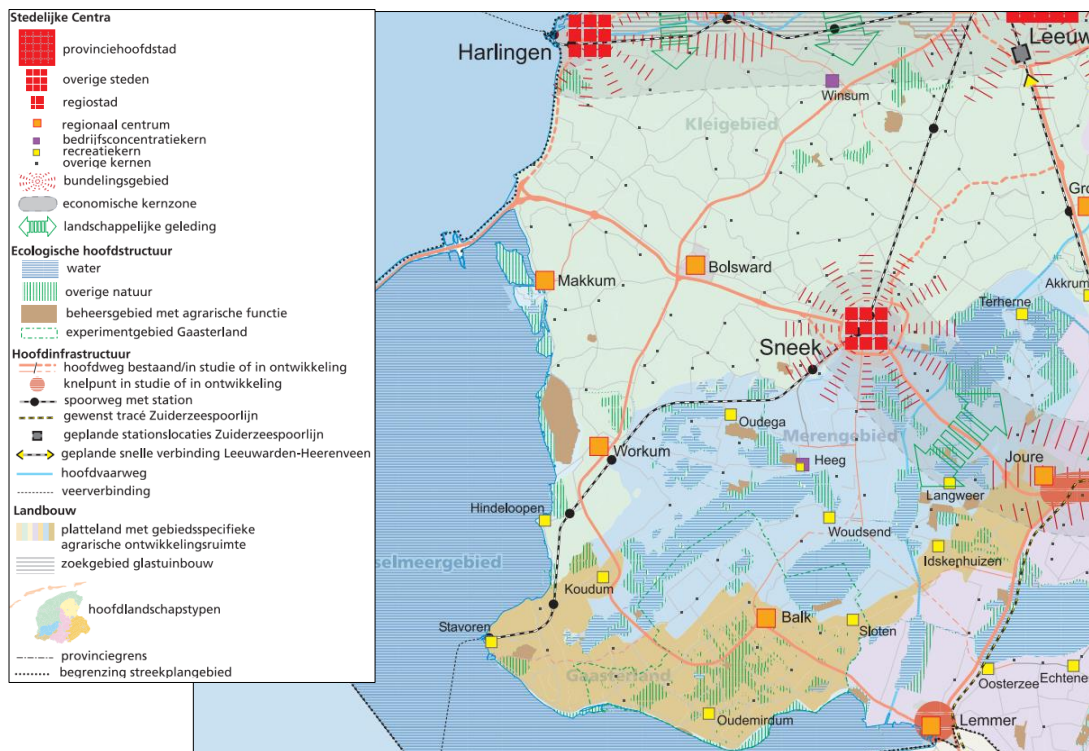 Stedelijke Centra
provinciehoofdstad
overige steden
regiostad
regionaal centrum
bedrijfsconcentratiekern
recreatiekern
overige kernen
bundelingsgebied
economische kernzone
landschappelijke geleding
Ecologische hoofdstructuur
water
overige natuur
beheersgebied met agrarische functie
experimentgebied Gaasterland
Hoofdinfrastructuur
hoofdweg bestaand/in studie of in ontwikkeling
knelpunt in studie of in ontwikkeling
spoorweg met station
gewenst tracé Zuiderzeespoorlijn
geplande stationslocaties Zuiderzeespoorlijn
geplande snelle verbinding Leeuwarden-Heerenveen
hoofdvaarweg
veerverbinding
Landbouw
platteland met gebiedsspecifieke
agrarische ontwikkelingsruimte
zoekgebied glastuinbouw
hoofdlandschapstypen
provinciegrens
begrenzing streekplangebied
Harlingen
Leeuw
Winsum
Kleigebied
Gro
Bolsward
Makkum
Akkrum
Terherne
Sneek
Oudega
Merengebied
Workum
Heeg
Joure
Langweer
Hindeloopen
Woudsend
Idskenhuizen
selmeergebied
Koudum
Stavoren
Balk
Sloten
Gaasterland
Oosterzee
Echtene
Oudemirdum
Lemmer